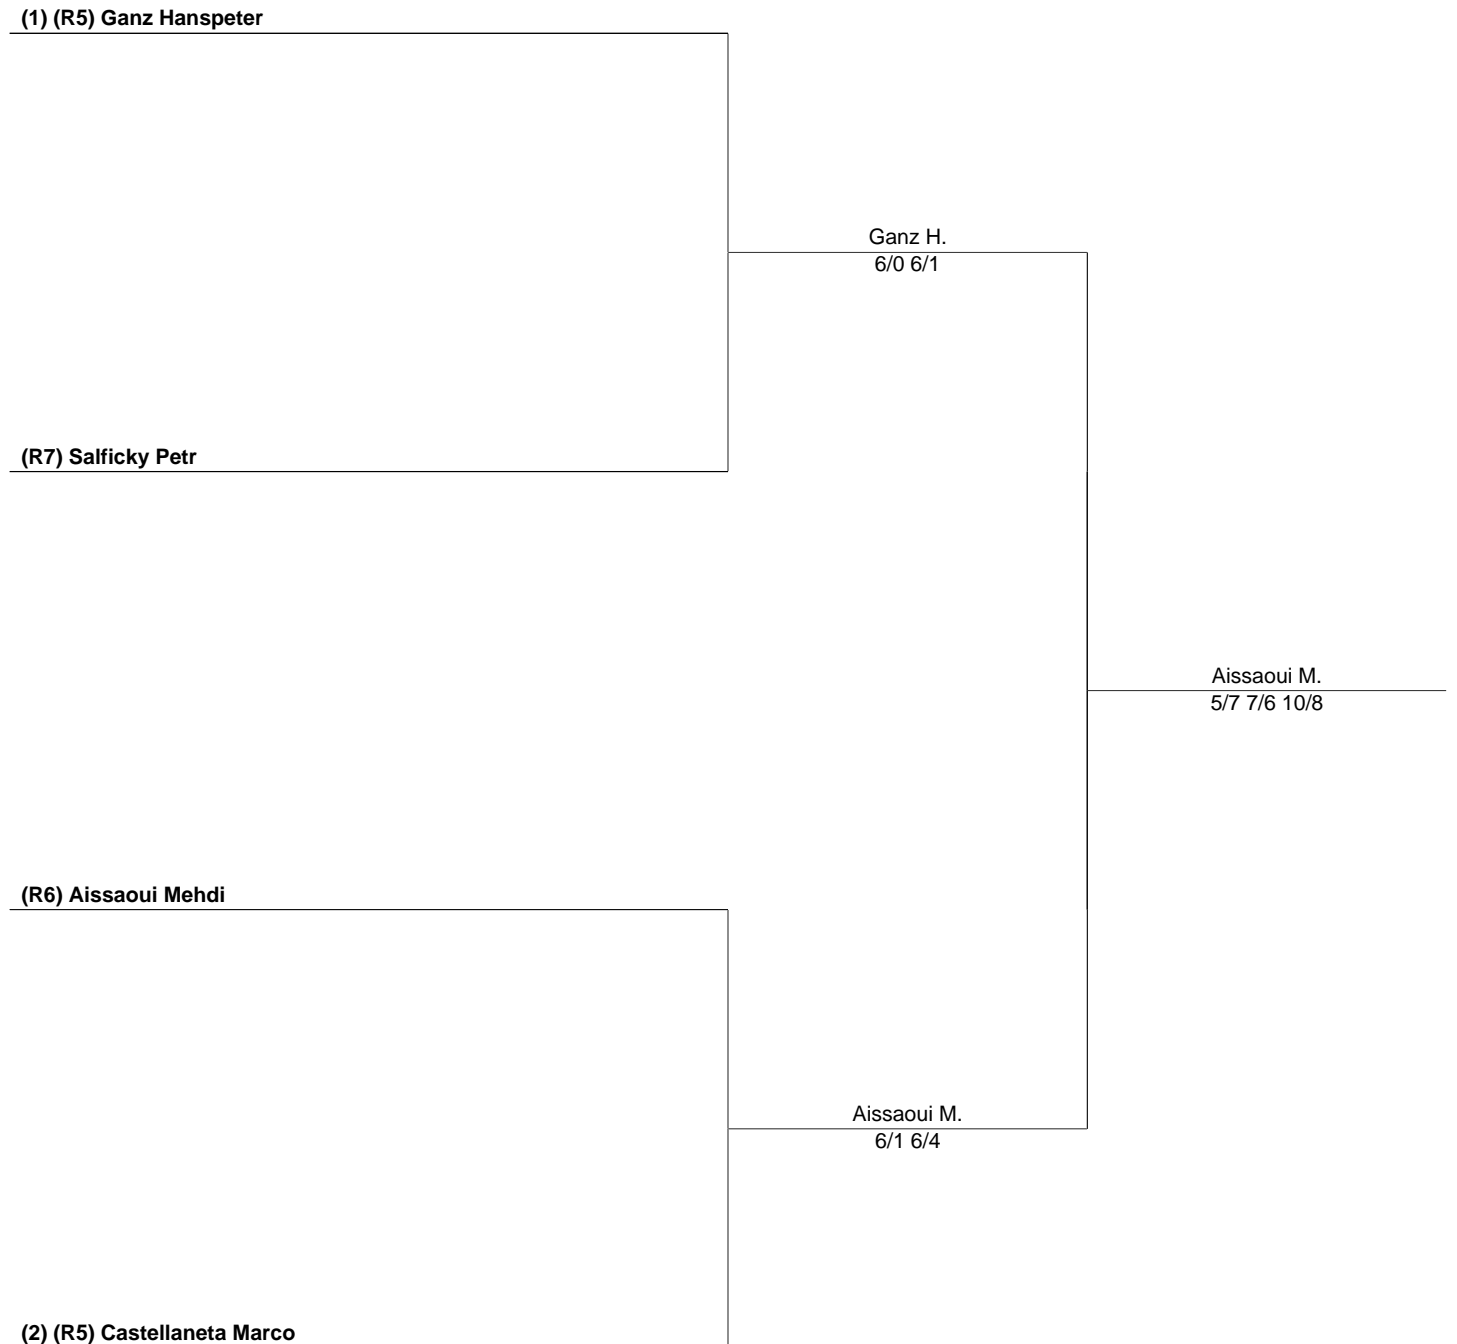 (1) (R5) Ganz Hanspeter
Ganz H.
6/0 6/1
(R7) Salficky Petr
Aissaoui M.
5/7 7/6 10/8
(R6) Aissaoui Mehdi
Aissaoui M.
6/1 6/4
(2) (R5) Castellaneta Marco